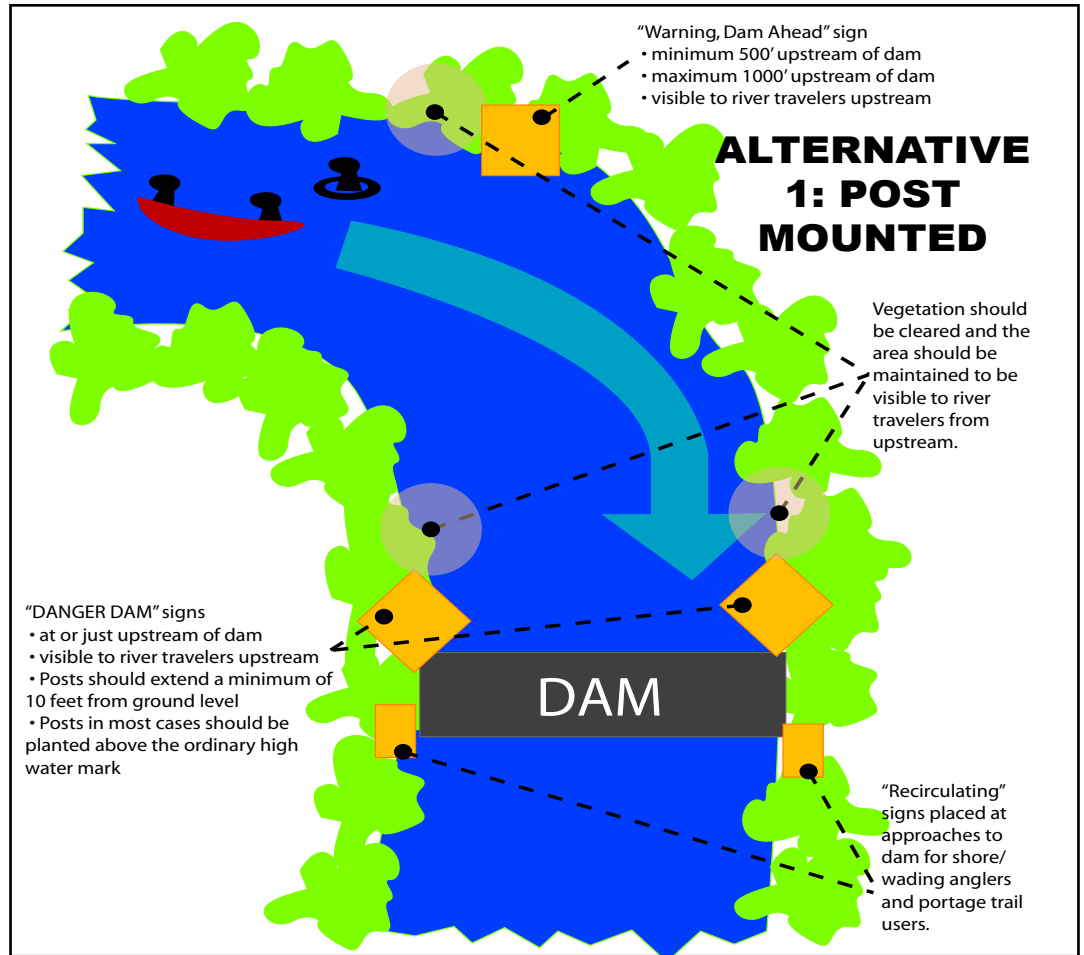 “Warning, Dam Ahead” sign
• minimum 500’ upstream of dam
• maximum 1000’ upstream of dam
• visible to river travelers upstream
ALTERNATIVE
1: POST
MOUNTED
Vegetation should
be cleared and the
area should be
maintained to be
visible to river
travelers from
upstream.
“DANGER DAM” signs
• at or just upstream of dam
• visible to river travelers upstream
• Posts should extend a minimum of
10 feet from ground level
• Posts in most cases should be
planted above the ordinary high
water mark
DAM
“Recirculating”
signs placed at
approaches to
dam for shore/
wading anglers
and portage trail
users.